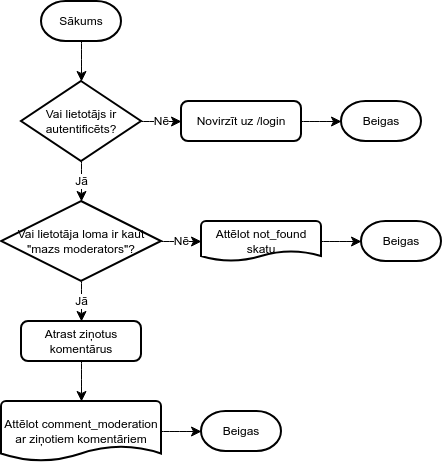 Sākums
Vai lietotājs ir
autentificēts?
Nē
Novirzīt uz /login
Beigas
Jā
Vai lietotāja loma ir kaut
"mazs moderators"?
Nē
Attēlot not_found
skatu
Beigas
Jā
Atrast ziņotus
komentārus
Attēlot comment_moderation
ar ziņotiem komentāriem
Beigas